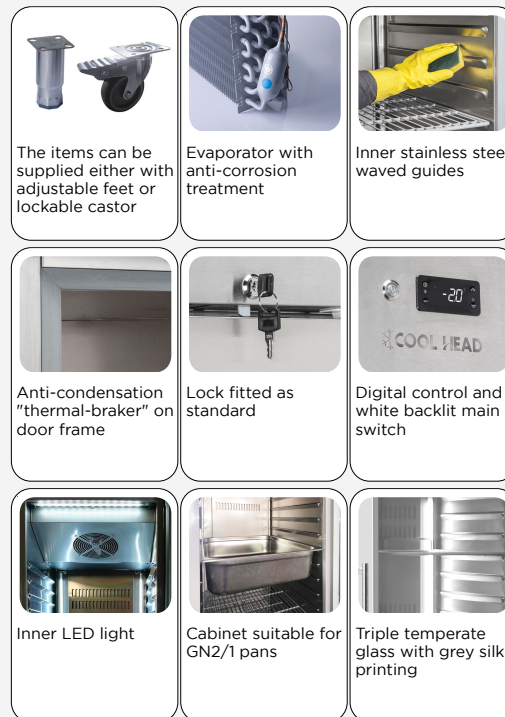 The items can be
supplied either with
adjustable feet or
lockable castor
Evaporator with
anti-corrosion
treatment
Inner stainless stee
waved guides
Anti-condensation
"thermal-braker" on
door frame
Lock fitted as
standard
-20
COOL HEAD
Digital control and
white backlit main
switch
Inner LED light
Cabinet suitable for
GN2/1 pans
Triple temperate
glass with grey silk
printing